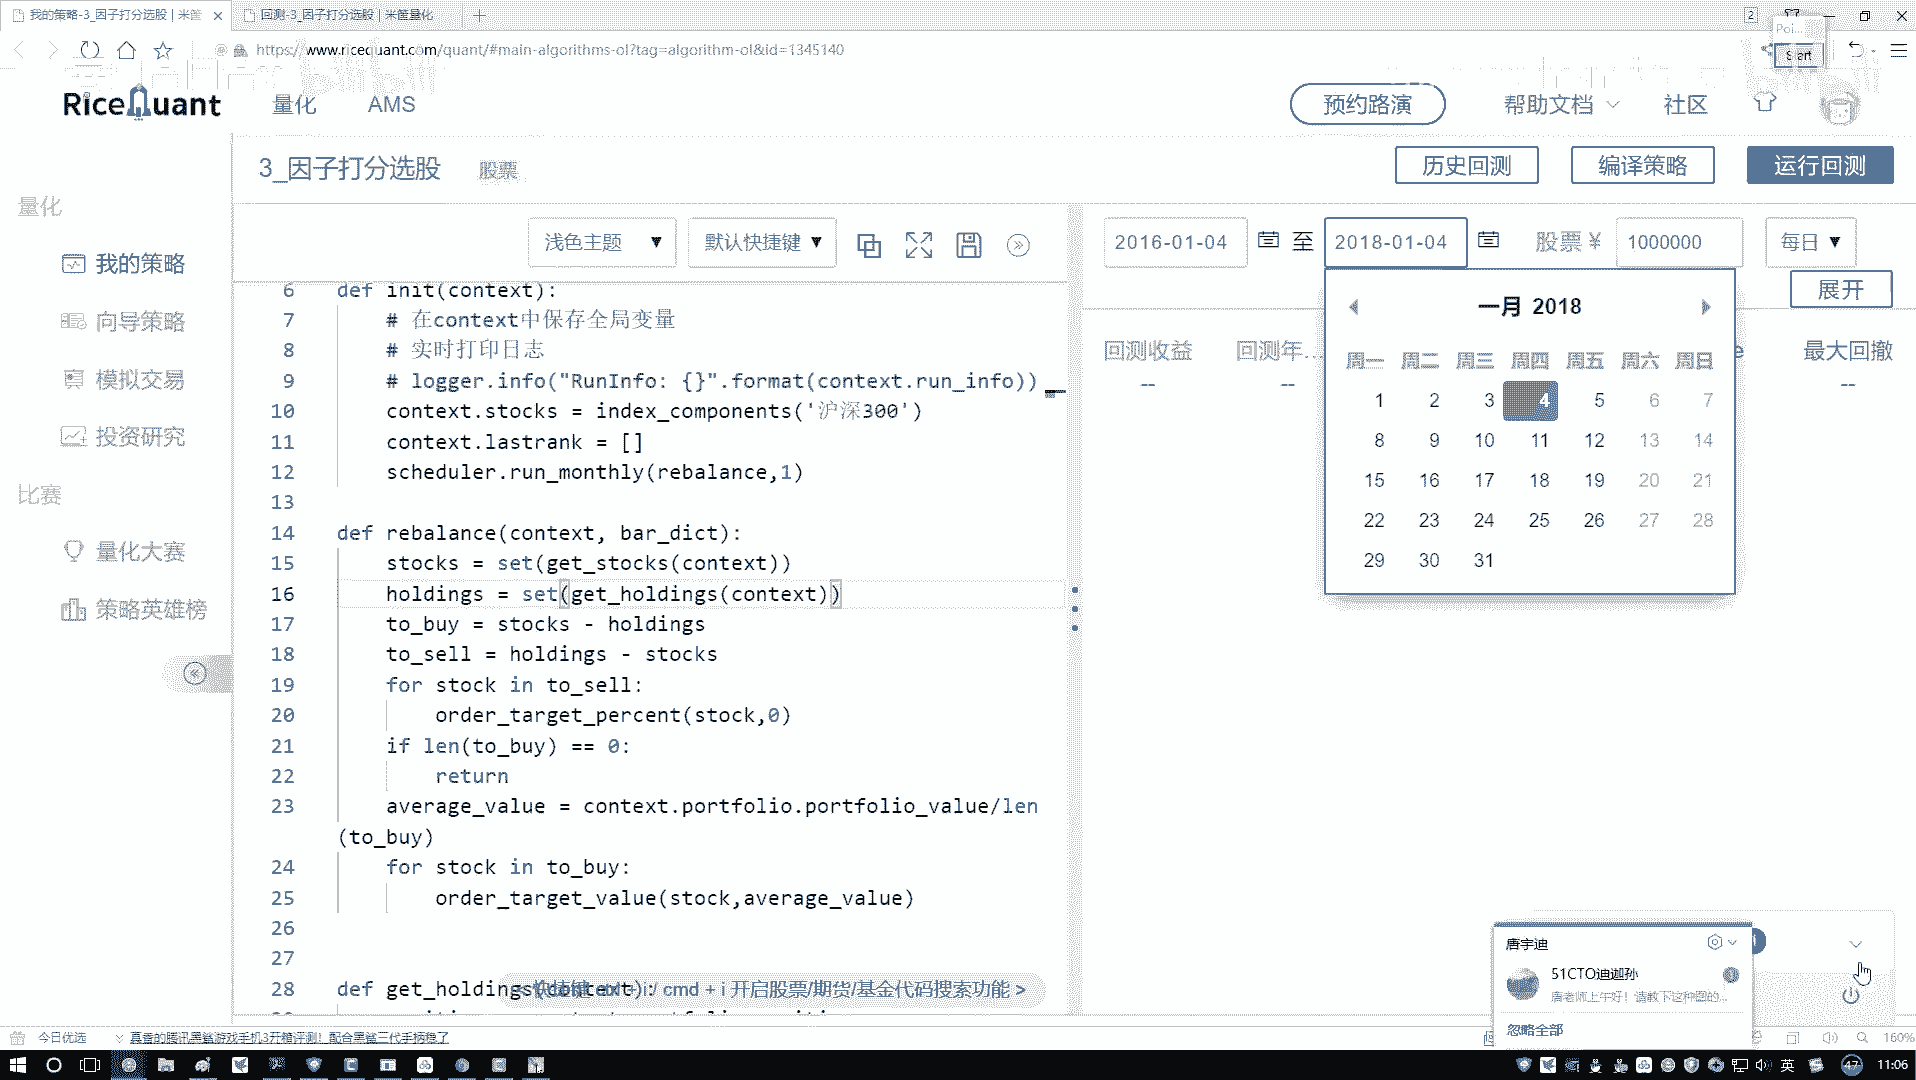 我的策略-3_因子打分选股 | 米筐
回测-3_因子打分选股 | 米筐量化
2
https://www.ricequant.com/quant/#main-algorithms-ol?tag=algorithm-ol&id=1345140
Poi...
Start
RiceQuant
量化
AMS
预约路演
帮助文档
社区
3_因子打分选股
股票
历史回测
编译策略
运行回测
量化
我的策略
向导策略
模拟交易
投资研究
比赛
量化大赛
策略英雄榜
浅色主题 ▼
默认快捷键 ▼
2016-01-04
至
2018-01-04
股票 ¥
1000000
每日 ▼
展开
回测收益
回测年...
e
最大回撤
--
--
--
一月 2018
周一 周二 周三 周四 周五 周六 周日
1 2 3 4 5 6 7
8 9 10 11 12 13 14
15 16 17 18 19 20 21
22 23 24 25 26 27 28
29 30 31
6 def init(context):
7 # 在context中保存全局变量
8 # 实时打印日志
9 # logger.info("RunInfo: {}".format(context.run_info))
10 context.stocks = index_components('沪深300')
11 context.lastrank = []
12 scheduler.run_monthly(rebalance,1)
13
14 def rebalance(context, bar_dict):
15 stocks = set(get_stocks(context))
16 holdings = set(get_holdings(context))
17 to_buy = stocks - holdings
18 to_sell = holdings - stocks
19 for stock in to_sell:
20 order_target_percent(stock,0)
21 if len(to_buy) == 0:
22 return
23 average_value = context.portfolio.portfolio_value/len
(to_buy)
24 for stock in to_buy:
25 order_target_value(stock,average_value)
26
27
28 def get_holdings(context):
+ i / cmd + i 开启股票/期货/基金代码搜索功能 >
唐宇迪
51CTO迪迦孙
唐老师上午好！请教下这种图的...
忽略全部
今日优选
真香的腾讯黑鲨游戏手机3开箱评测！配合黑鲨三代手柄稳了
160%
英
47
11:06